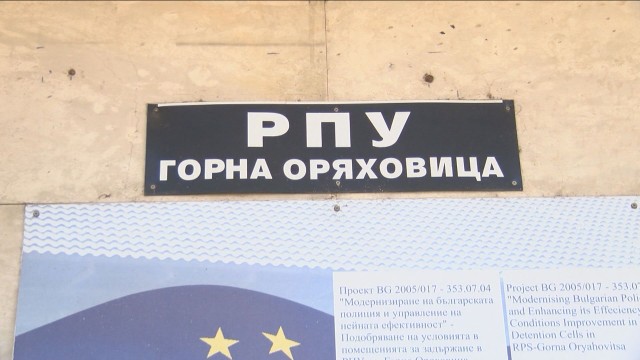 РПУ
ГОРНА ОРЯХОВИЦА
Проект BG 2005/017 - 353.07.04
"Модернизиране на българската
полиция и управление на
нейната ефективност" -
Подобряване на условията в
помещенията за задържане в
Project BG 2005/017 - 353.07
"Modernising Bulgarian
and Enhancing its Effeciency
Conditions Improvement in
Detention Cells in
RPS-Gorna Oryahovitsa